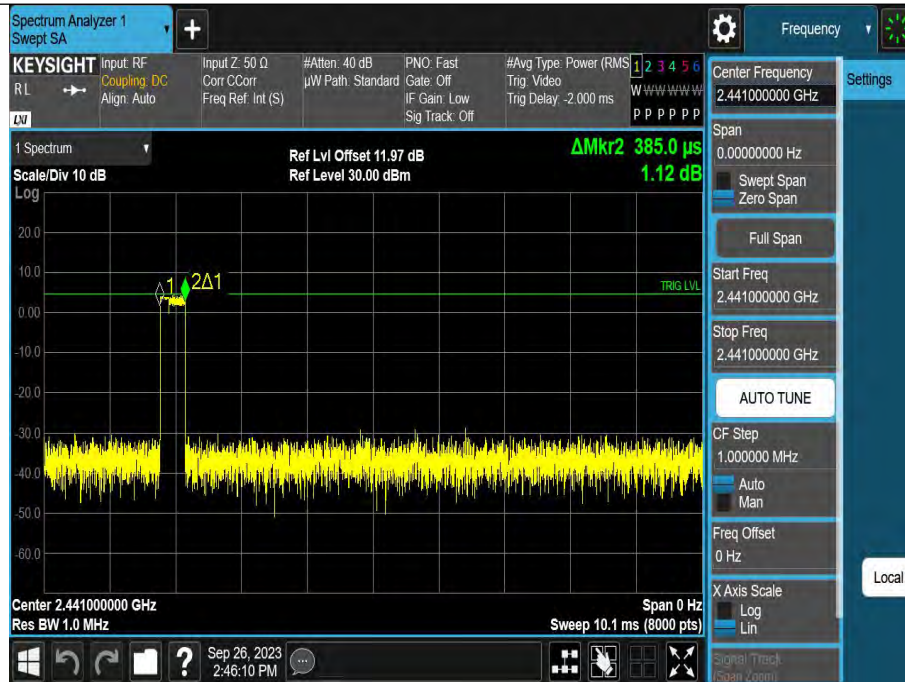 Spectrum Analyzer 1
Swept SA
+
Frequency
KEYSIGHT
RL
LXI
Input: RF
Coupling: DC
Align: Auto
Input Z: 50 Ω
Corr CCorr
Freq Ref: Int (S)
#Atten: 40 dB
µW Path: Standard
PNO: Fast
Gate: Off
IF Gain: Low
Sig Track: Off
#Avg Type: Power (RMS
Trig: Video
Trig Delay: -2.000 ms
1 2 3 4 5 6
W W W W W W
P P P P P P
1 Spectrum
Scale/Div 10 dB
Log
Ref Lvl Offset 11.97 dB
Ref Level 30.00 dBm
ΔMkr2 385.0 µs
1.12 dB
20.0
10.0
0.00
-10.0
-20.0
-30.0
-40.0
-50.0
-60.0
1
2Δ1
TRIG LVL
Center 2.441000000 GHz
Res BW 1.0 MHz
Span 0 Hz
Sweep 10.1 ms (8000 pts)
Center Frequency
2.441000000 GHz
Settings
Span
0.00000000 Hz
Swept Span
Zero Span
Full Span
Start Freq
2.441000000 GHz
Stop Freq
2.441000000 GHz
AUTO TUNE
CF Step
1.000000 MHz
Auto
Man
Freq Offset
0 Hz
X Axis Scale
Log
Lin
Signal Track
(Span Zoom)
Local
?
Sep 26, 2023
2:46:10 PM